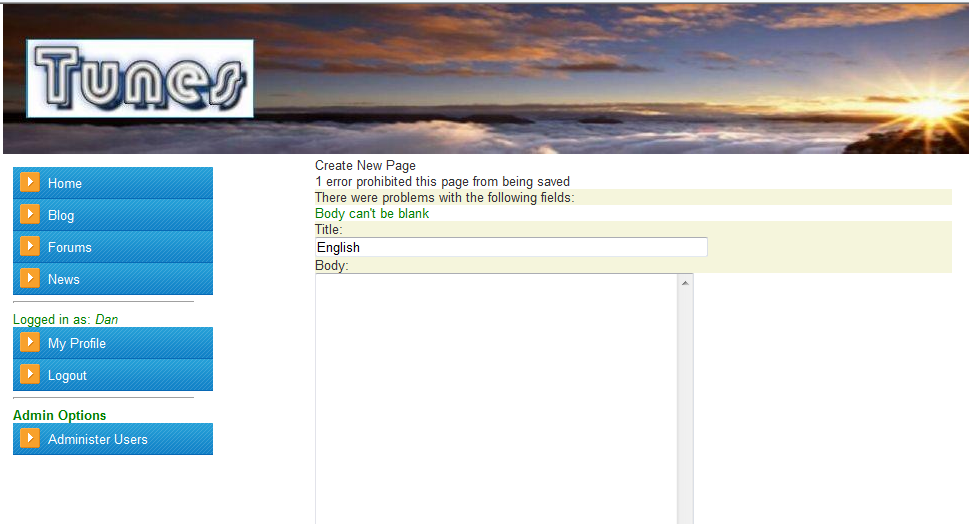 Tunes
Home
Blog
Forums
News
Logged in as: Dan
My Profile
Logout
Admin Options
Administer Users
Create New Page
1 error prohibited this page from being saved
There were problems with the following fields:
Body can't be blank
Title:
English
Body: